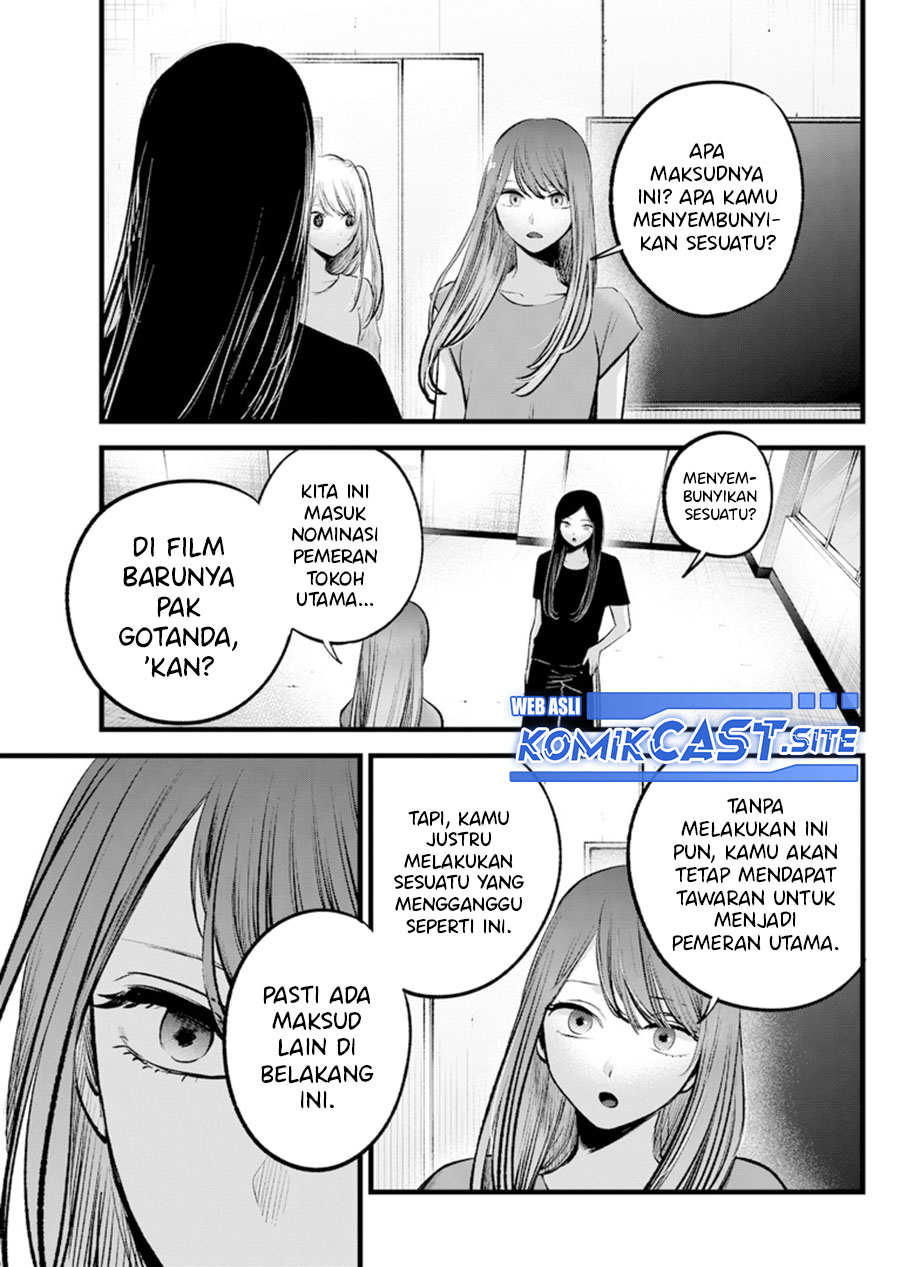 APA
MAKSUDNYA
INI? APA KAMU
MENYEMBUNYI-
KAN SESUATU?
MENYEM-
BUNYIKAN
SESUATU?
KITA INI
MASUK
NOMINASI
PEMERAN
TOKOH
UTAMA...
DI FILM
BARUNYA
PAK
GOTANDA,
'KAN?
WEB ASLI
KOMIKCAST.SITE
TANPA
MELAKUKAN INI
PUN, KAMU AKAN
TETAP MENDAPAT
TAWARAN UNTUK
MENJADI
PEMERAN UTAMA.
TAPI, KAMU
JUSTRU
MELAKUKAN
SESUATU YANG
MENGGANGGU
SEPERTI INI.
PASTI ADA
MAKSUD
LAIN DI
BELAKANG
INI.